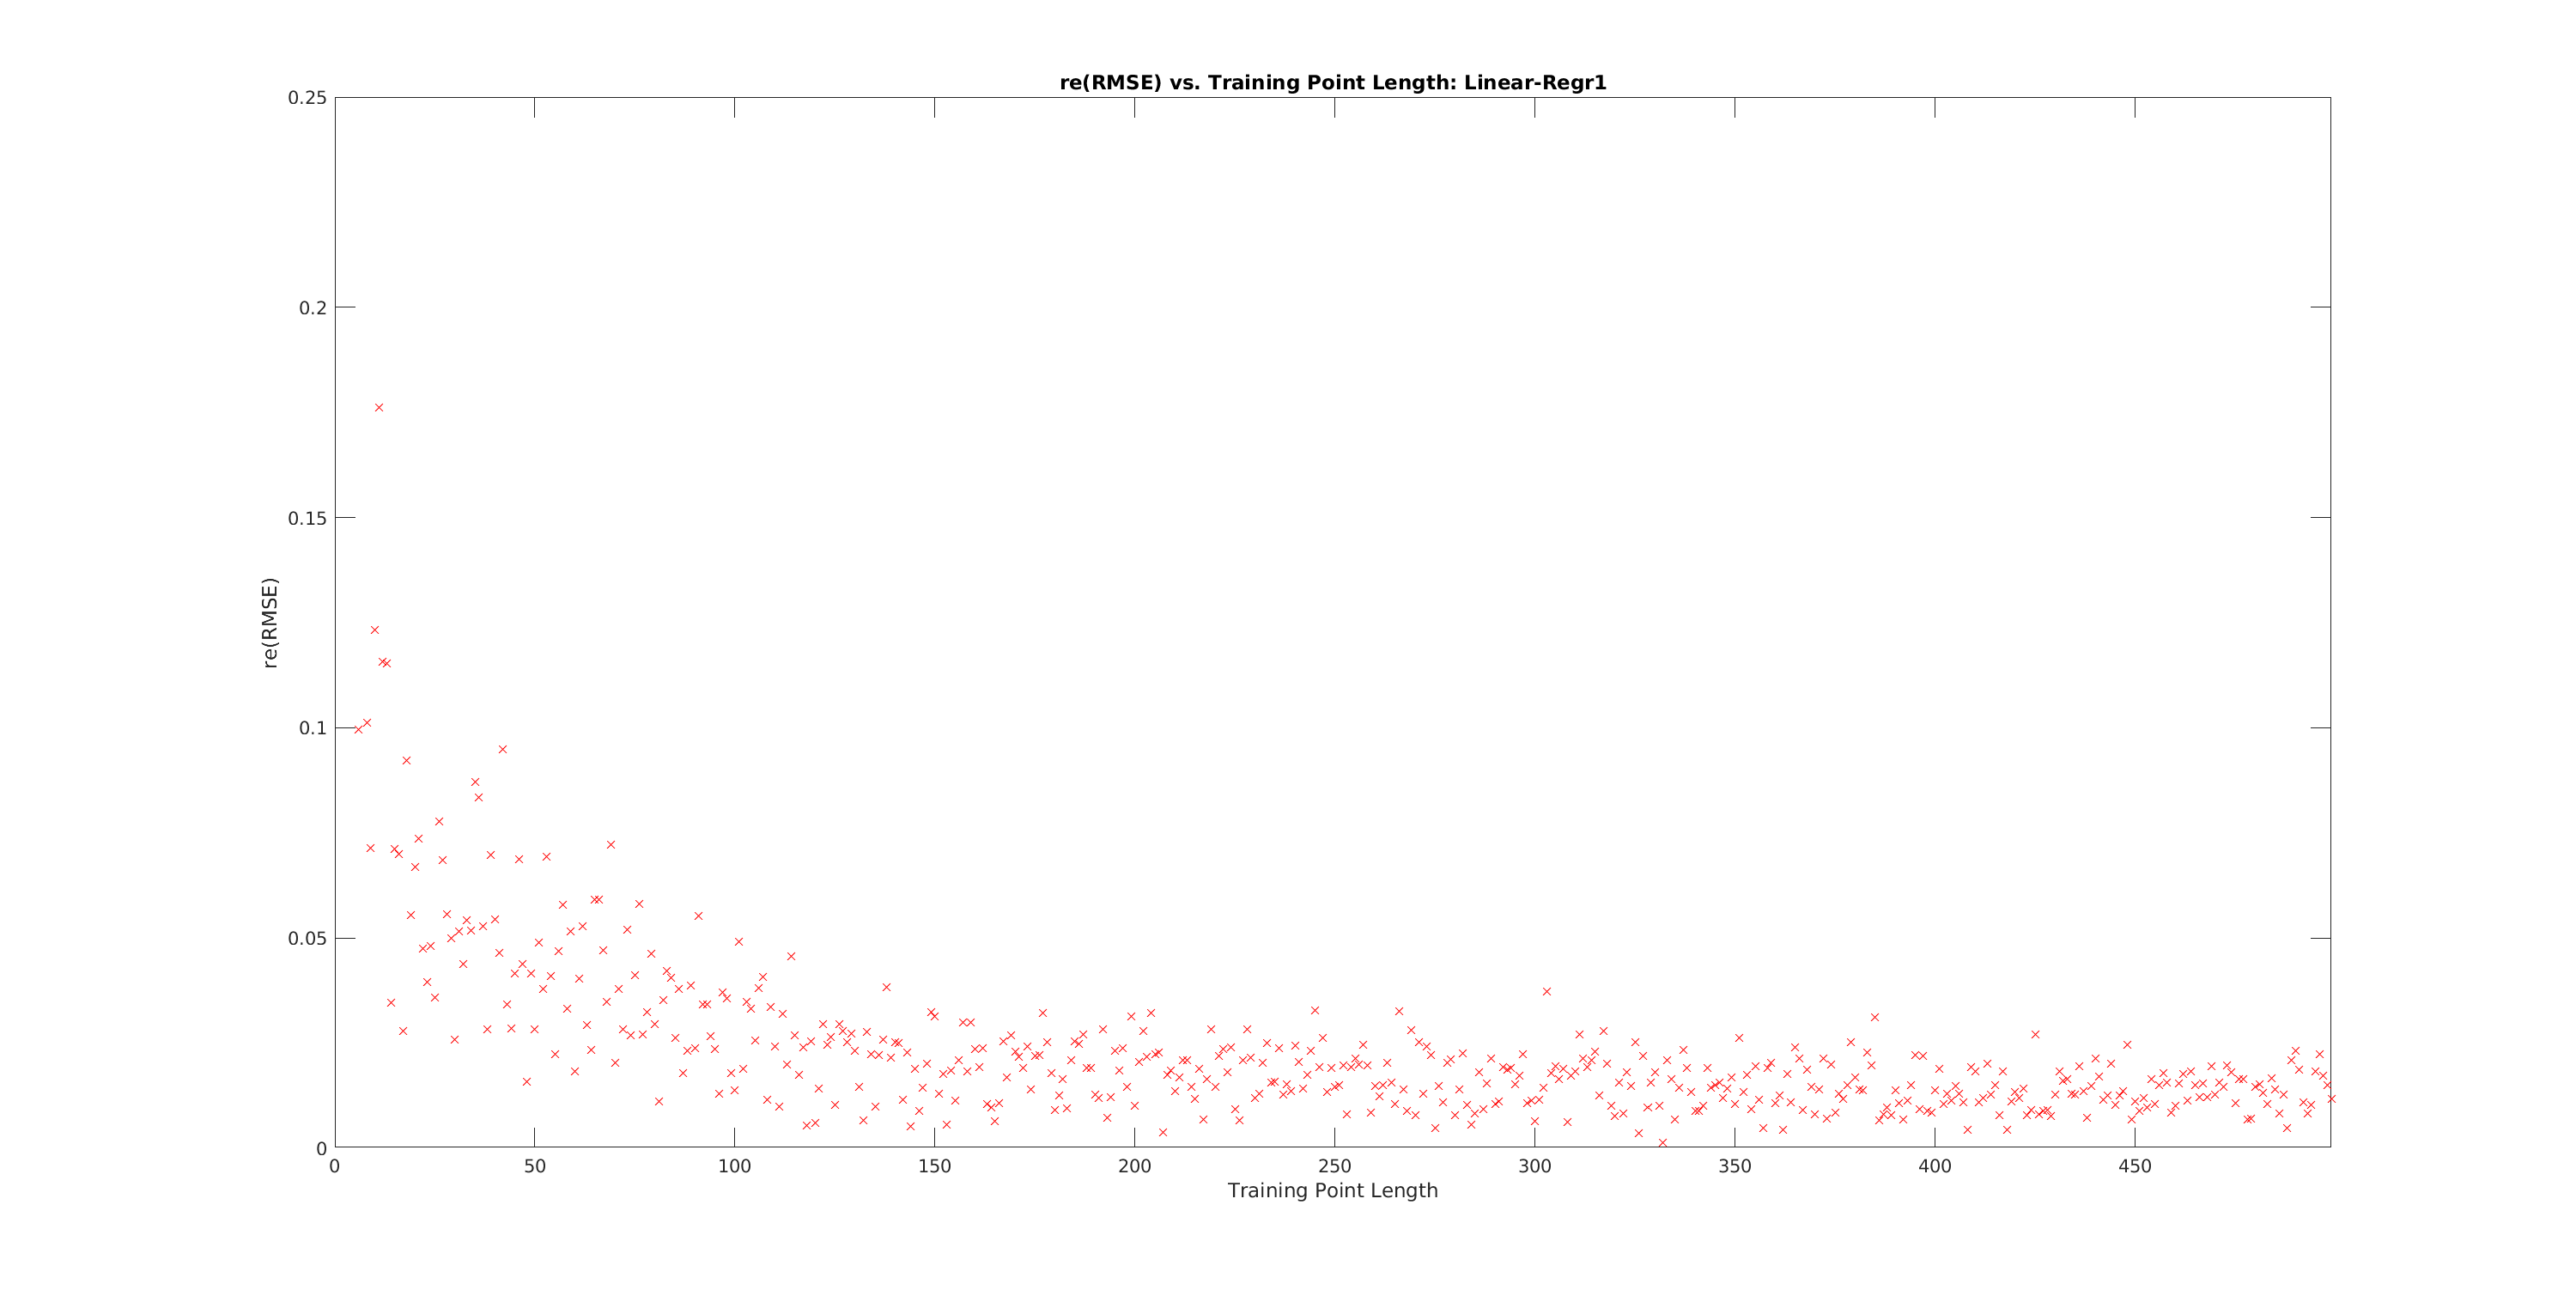 re(RMSE) vs. Training Point Length: Linear-Regr1
0.25
0.2
0.15
0.1
0.05
0
re(RMSE)
0 50 100 150 200 250 300 350 400 450
Training Point Length